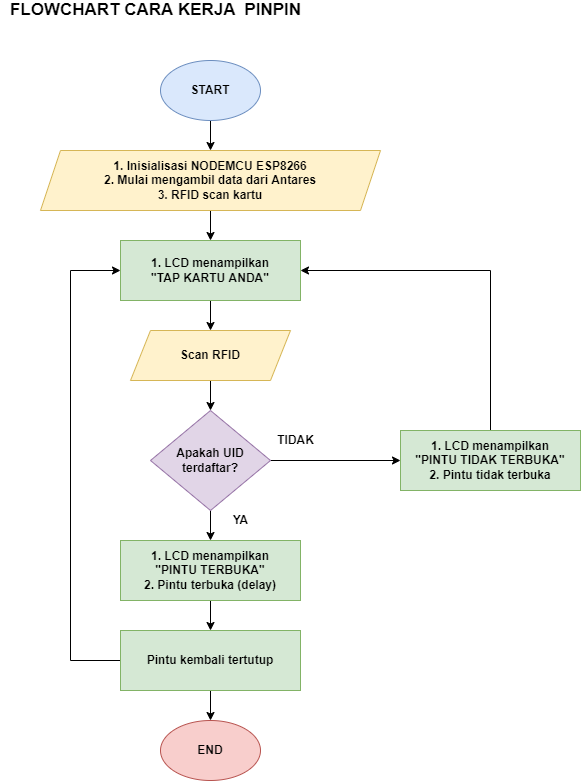 FLOWCHART CARA KERJA  PINPIN
START
1. Inisialisasi NODEMCU ESP8266
2. Mulai mengambil data dari Antares
3. RFID scan kartu
1. LCD menampilkan
"TAP KARTU ANDA"
Scan RFID
Apakah UID
terdaftar?
TIDAK
1. LCD menampilkan
"PINTU TIDAK TERBUKA"
2. Pintu tidak terbuka
YA
1. LCD menampilkan
"PINTU TERBUKA"
2. Pintu terbuka (delay)
Pintu kembali tertutup
END